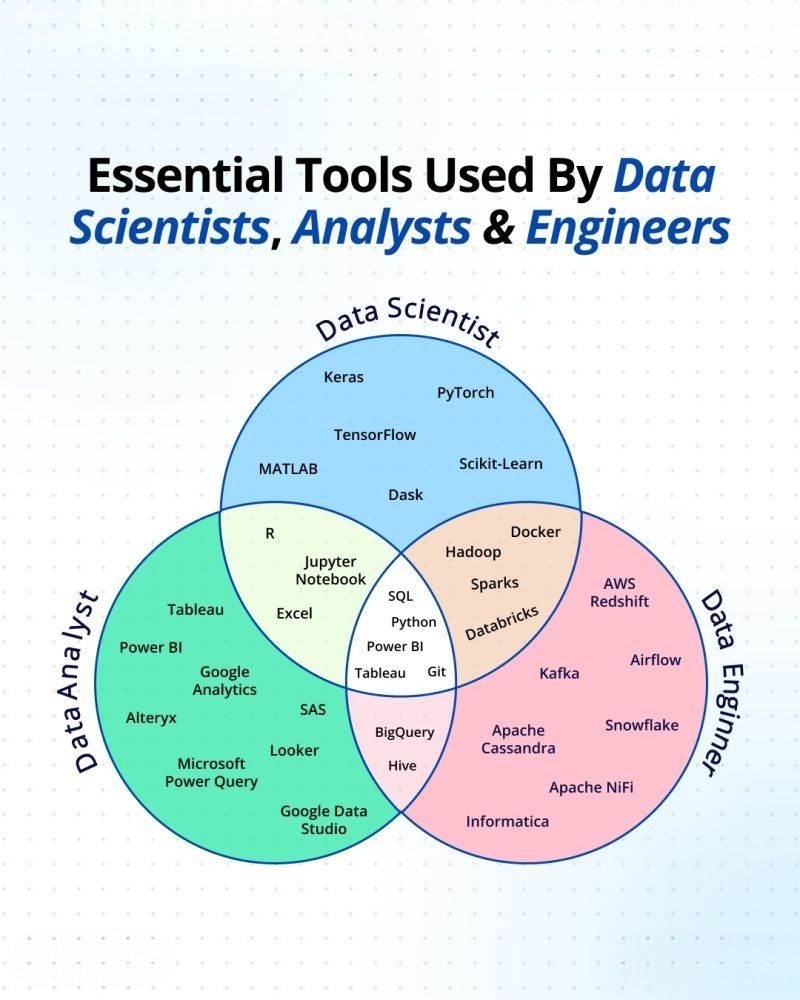 Essential Tools Used By Data
Scientists, Analysts & Engineers
Data Scientist
Keras
PyTorch
TensorFlow
MATLAB
Scikit-Learn
Dask
R
Jupyter
Notebook
Excel
Docker
Hadoop
Sparks
Databricks
SQL
Python
Power BI
Tableau
Git
Data Analyst
Tableau
Power BI
Google
Analytics
Alteryx
SAS
Looker
Microsoft
Power Query
Google Data
Studio
BigQuery
Hive
Data Enginner
AWS
Redshift
Kafka
Airflow
Snowflake
Apache
Cassandra
Apache NiFi
Informatica